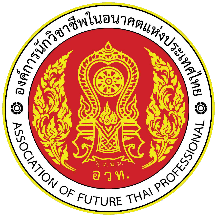 องค์การนักวิชาชีพในอนาคตแห่งประเทศไทย
อวท.
ASSOCIATION OF FUTURE THAI PROFESSIONAL